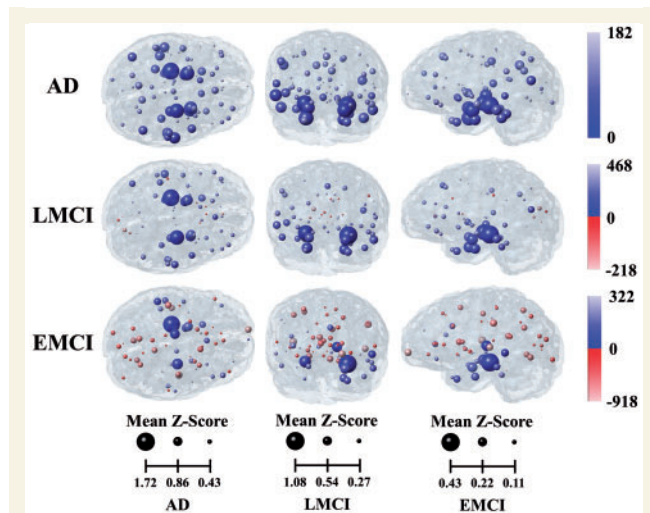 182
AD
0
468
LMCI
0
-218
322
EMCI
0
-918
Mean Z-Score Mean Z-Score Mean Z-Score
1.72 0.86 0.43 1.08 0.54 0.27 0.43 0.22 0.11
AD LMCI EMCI